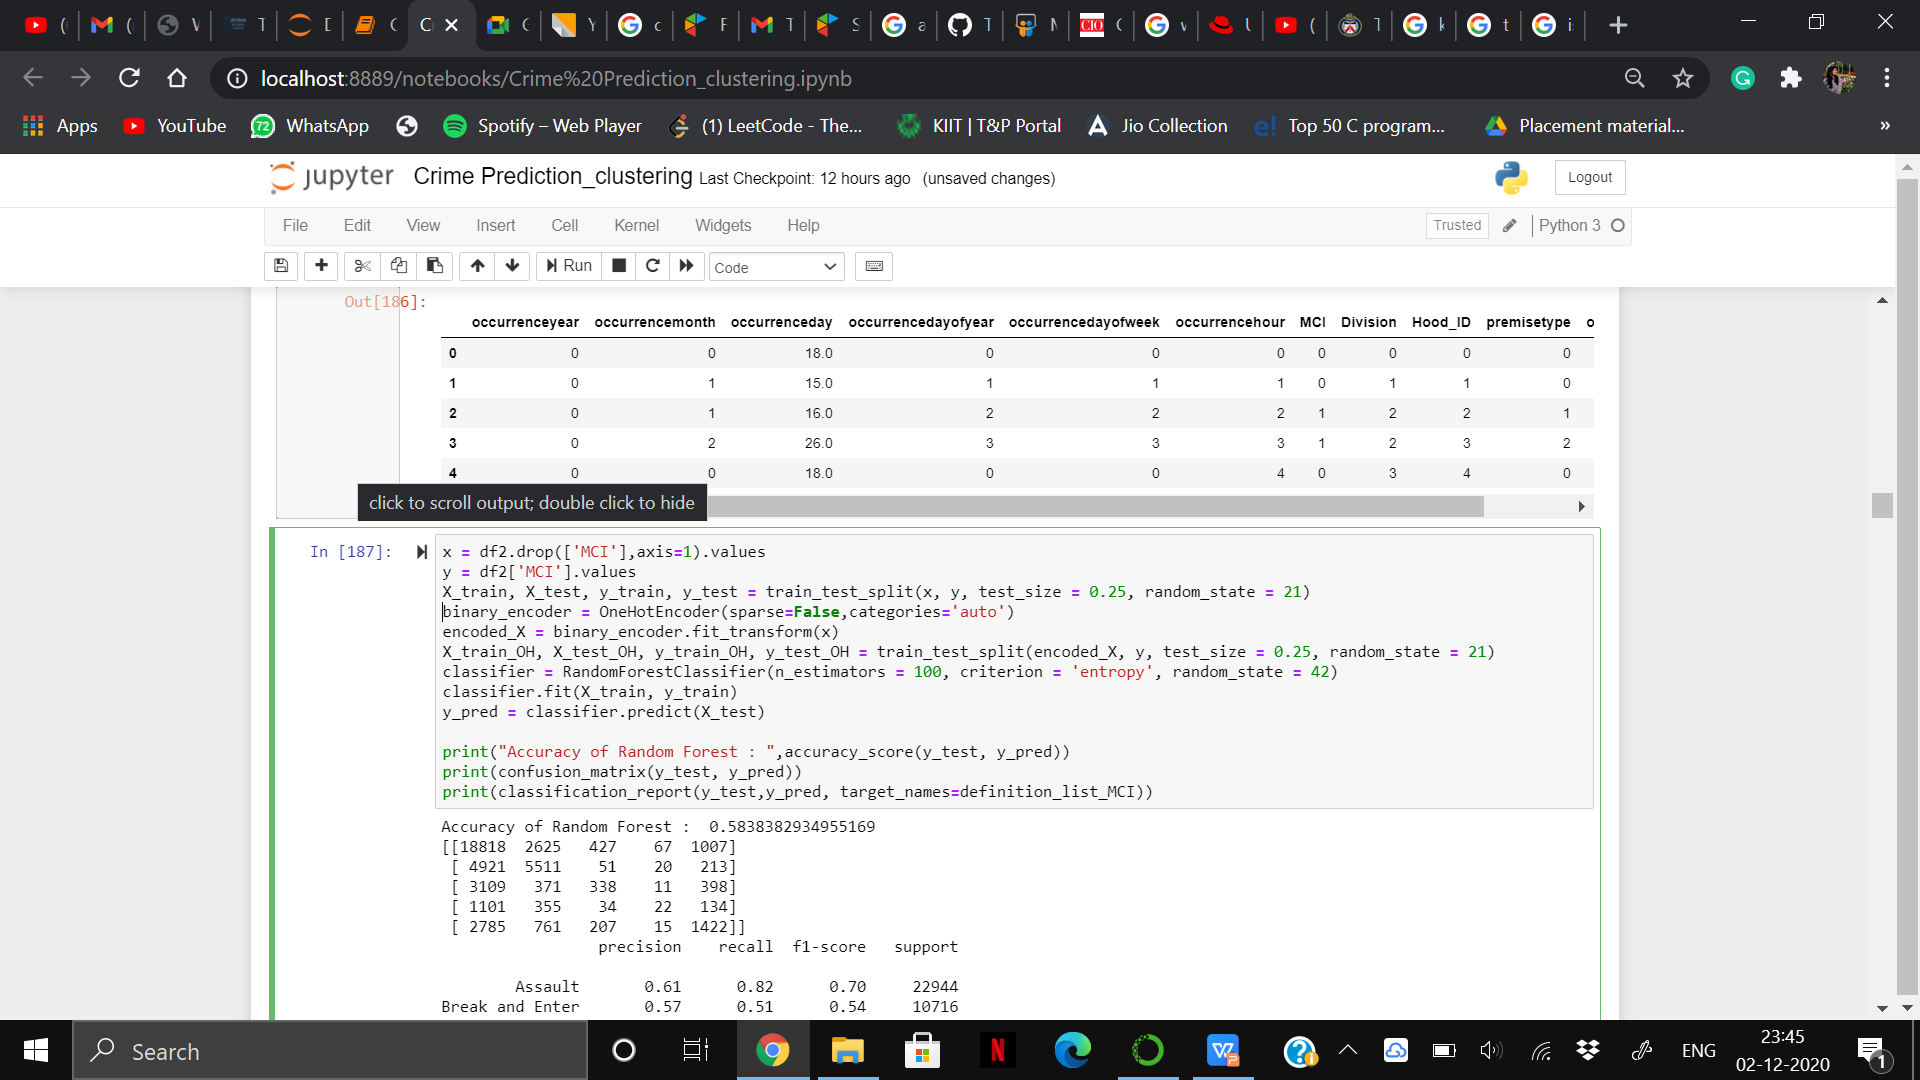 localhost:8889/notebooks/Crime%20Prediction_clustering.ipynb
Apps YouTube WhatsApp Spotify – Web Player (1) LeetCode - The... KIIT | T&P Portal Jio Collection Top 50 C program... Placement material... »
jupyter Crime Prediction_clustering Last Checkpoint: 12 hours ago (unsaved changes) Logout
File Edit View Insert Cell Kernel Widgets Help Trusted Python 3
Run Code
Out[186]:
occurrenceyear occurrencemonth occurrenceday occurrencedayofyear occurrencedayofweek occurrencehour MCI Division Hood_ID premisetype o
0 0 0 18.0 0 0 0 0 0 0 0
1 0 1 15.0 1 1 1 0 1 1 0
2 0 1 16.0 2 2 2 1 2 2 1
3 0 2 26.0 3 3 3 1 2 3 2
4 0 0 18.0 0 0 4 0 3 4 0
click to scroll output; double click to hide
In [187]:
x = df2.drop(['MCI'],axis=1).values
y = df2['MCI'].values
X_train, X_test, y_train, y_test = train_test_split(x, y, test_size = 0.25, random_state = 21)
binary_encoder = OneHotEncoder(sparse=False,categories='auto')
encoded_X = binary_encoder.fit_transform(x)
X_train_OH, X_test_OH, y_train_OH, y_test_OH = train_test_split(encoded_X, y, test_size = 0.25, random_state = 21)
classifier = RandomForestClassifier(n_estimators = 100, criterion = 'entropy', random_state = 42)
classifier.fit(X_train, y_train)
y_pred = classifier.predict(X_test)
print("Accuracy of Random Forest : ",accuracy_score(y_test, y_pred))
print(confusion_matrix(y_test, y_pred))
print(classification_report(y_test,y_pred, target_names=definition_list_MCI))
Accuracy of Random Forest :  0.5838382934955169
[[18818 2625 427 67 1007]
[ 4921 5511 51 20 213]
[ 3109 371 338 11 398]
[ 1101 355 34 22 134]
[ 2785 761 207 15 1422]]
precision recall f1-score support
Assault 0.61 0.82 0.70 22944
Break and Enter 0.57 0.51 0.54 10716
Search
ENG
23:45
02-12-2020
1